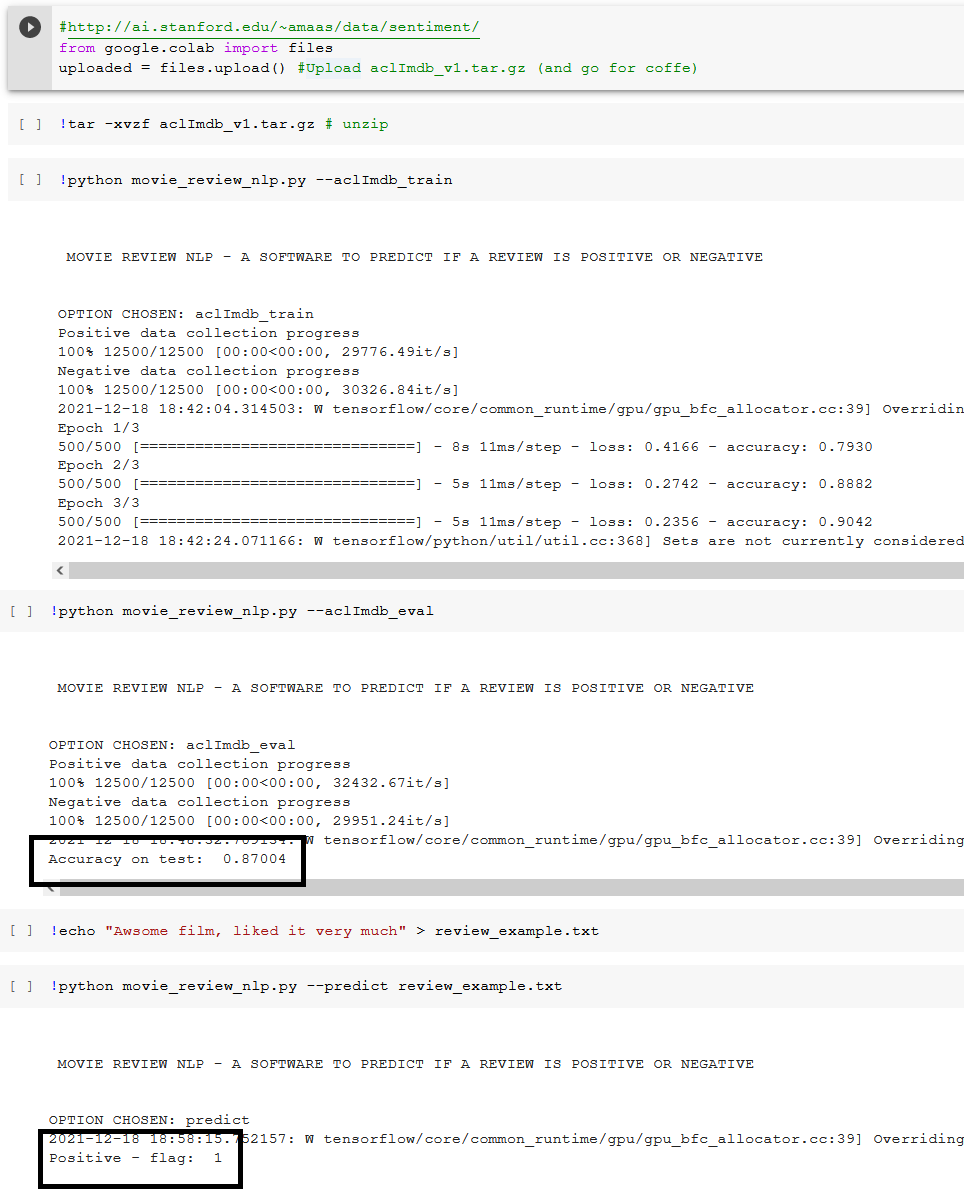 #http://ai.stanford.edu/~amaas/data/sentiment/
from google.colab import files
uploaded = files.upload() #Upload aclImdb_v1.tar.gz (and go for coffe)
[ ] !tar -xvzf aclImdb_v1.tar.gz # unzip
[ ] !python movie_review_nlp.py --aclImdb_train
MOVIE REVIEW NLP - A SOFTWARE TO PREDICT IF A REVIEW IS POSITIVE OR NEGATIVE
OPTION CHOSEN: aclImdb_train
Positive data collection progress
100% 12500/12500 [00:00<00:00, 29776.49it/s]
Negative data collection progress
100% 12500/12500 [00:00<00:00, 30326.84it/s]
2021-12-18 18:42:04.314503: W tensorflow/core/common_runtime/gpu/gpu_bfc_allocator.cc:39] Overridin
Epoch 1/3
500/500 [==============================] - 8s 11ms/step - loss: 0.4166 - accuracy: 0.7930
Epoch 2/3
500/500 [==============================] - 5s 11ms/step - loss: 0.2742 - accuracy: 0.8882
Epoch 3/3
500/500 [==============================] - 5s 11ms/step - loss: 0.2356 - accuracy: 0.9042
2021-12-18 18:42:24.071166: W tensorflow/python/util/util.cc:368] Sets are not currently considered
[ ] !python movie_review_nlp.py --aclImdb_eval
MOVIE REVIEW NLP - A SOFTWARE TO PREDICT IF A REVIEW IS POSITIVE OR NEGATIVE
OPTION CHOSEN: aclImdb_eval
Positive data collection progress
100% 12500/12500 [00:00<00:00, 32432.67it/s]
Negative data collection progress
100% 12500/12500 [00:00<00:00, 29951.24it/s]
W tensorflow/core/common_runtime/gpu/gpu_bfc_allocator.cc:39] Overriding
Accuracy on test: 0.87004
[ ] !echo "Awsome film, liked it very much" > review_example.txt
[ ] !python movie_review_nlp.py --predict review_example.txt
MOVIE REVIEW NLP - A SOFTWARE TO PREDICT IF A REVIEW IS POSITIVE OR NEGATIVE
OPTION CHOSEN: predict
2021-12-18 18:58:15.752157: W tensorflow/core/common_runtime/gpu/gpu_bfc_allocator.cc:39] Overriding
Positive - flag: 1